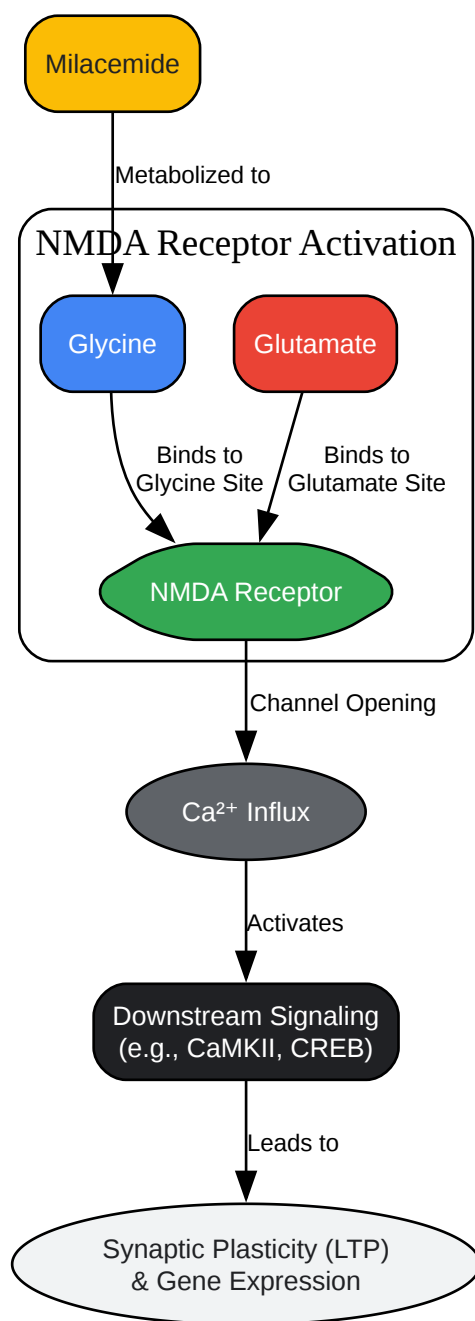 Milacemide
Metabolized to
NMDA Receptor Activation
Glycine
Glutamate
Binds to
Glycine Site
Binds to
Glutamate Site
NMDA Receptor
Channel Opening
Ca²⁺ Influx
Activates
Downstream Signaling
(e.g., CaMKII, CREB)
Leads to
Synaptic Plasticity (LTP)
& Gene Expression